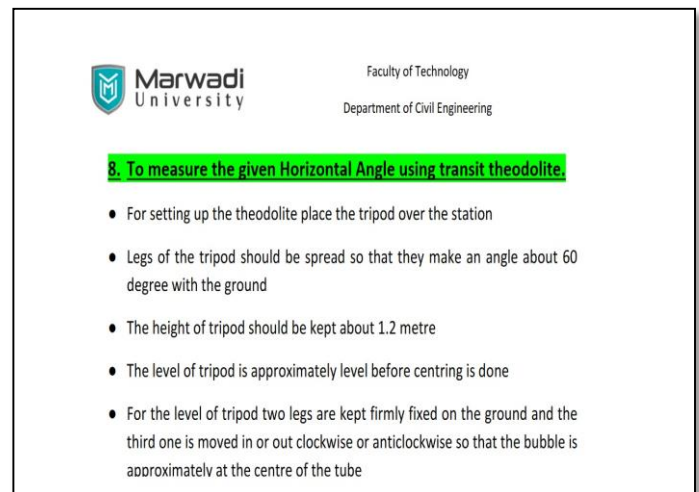 Marwadi
University
Faculty of Technology
Department of Civil Engineering
8. To measure the given Horizontal Angle using transit theodolite.
● For setting up the theodolite place the tripod over the station
● Legs of the tripod should be spread so that they make an angle about 60
degree with the ground
● The height of tripod should be kept about 1.2 metre
● The level of tripod is approximately level before centring is done
● For the level of tripod two legs are kept firmly fixed on the ground and the
third one is moved in or out clockwise or anticlockwise so that the bubble is
approximately at the centre of the tube